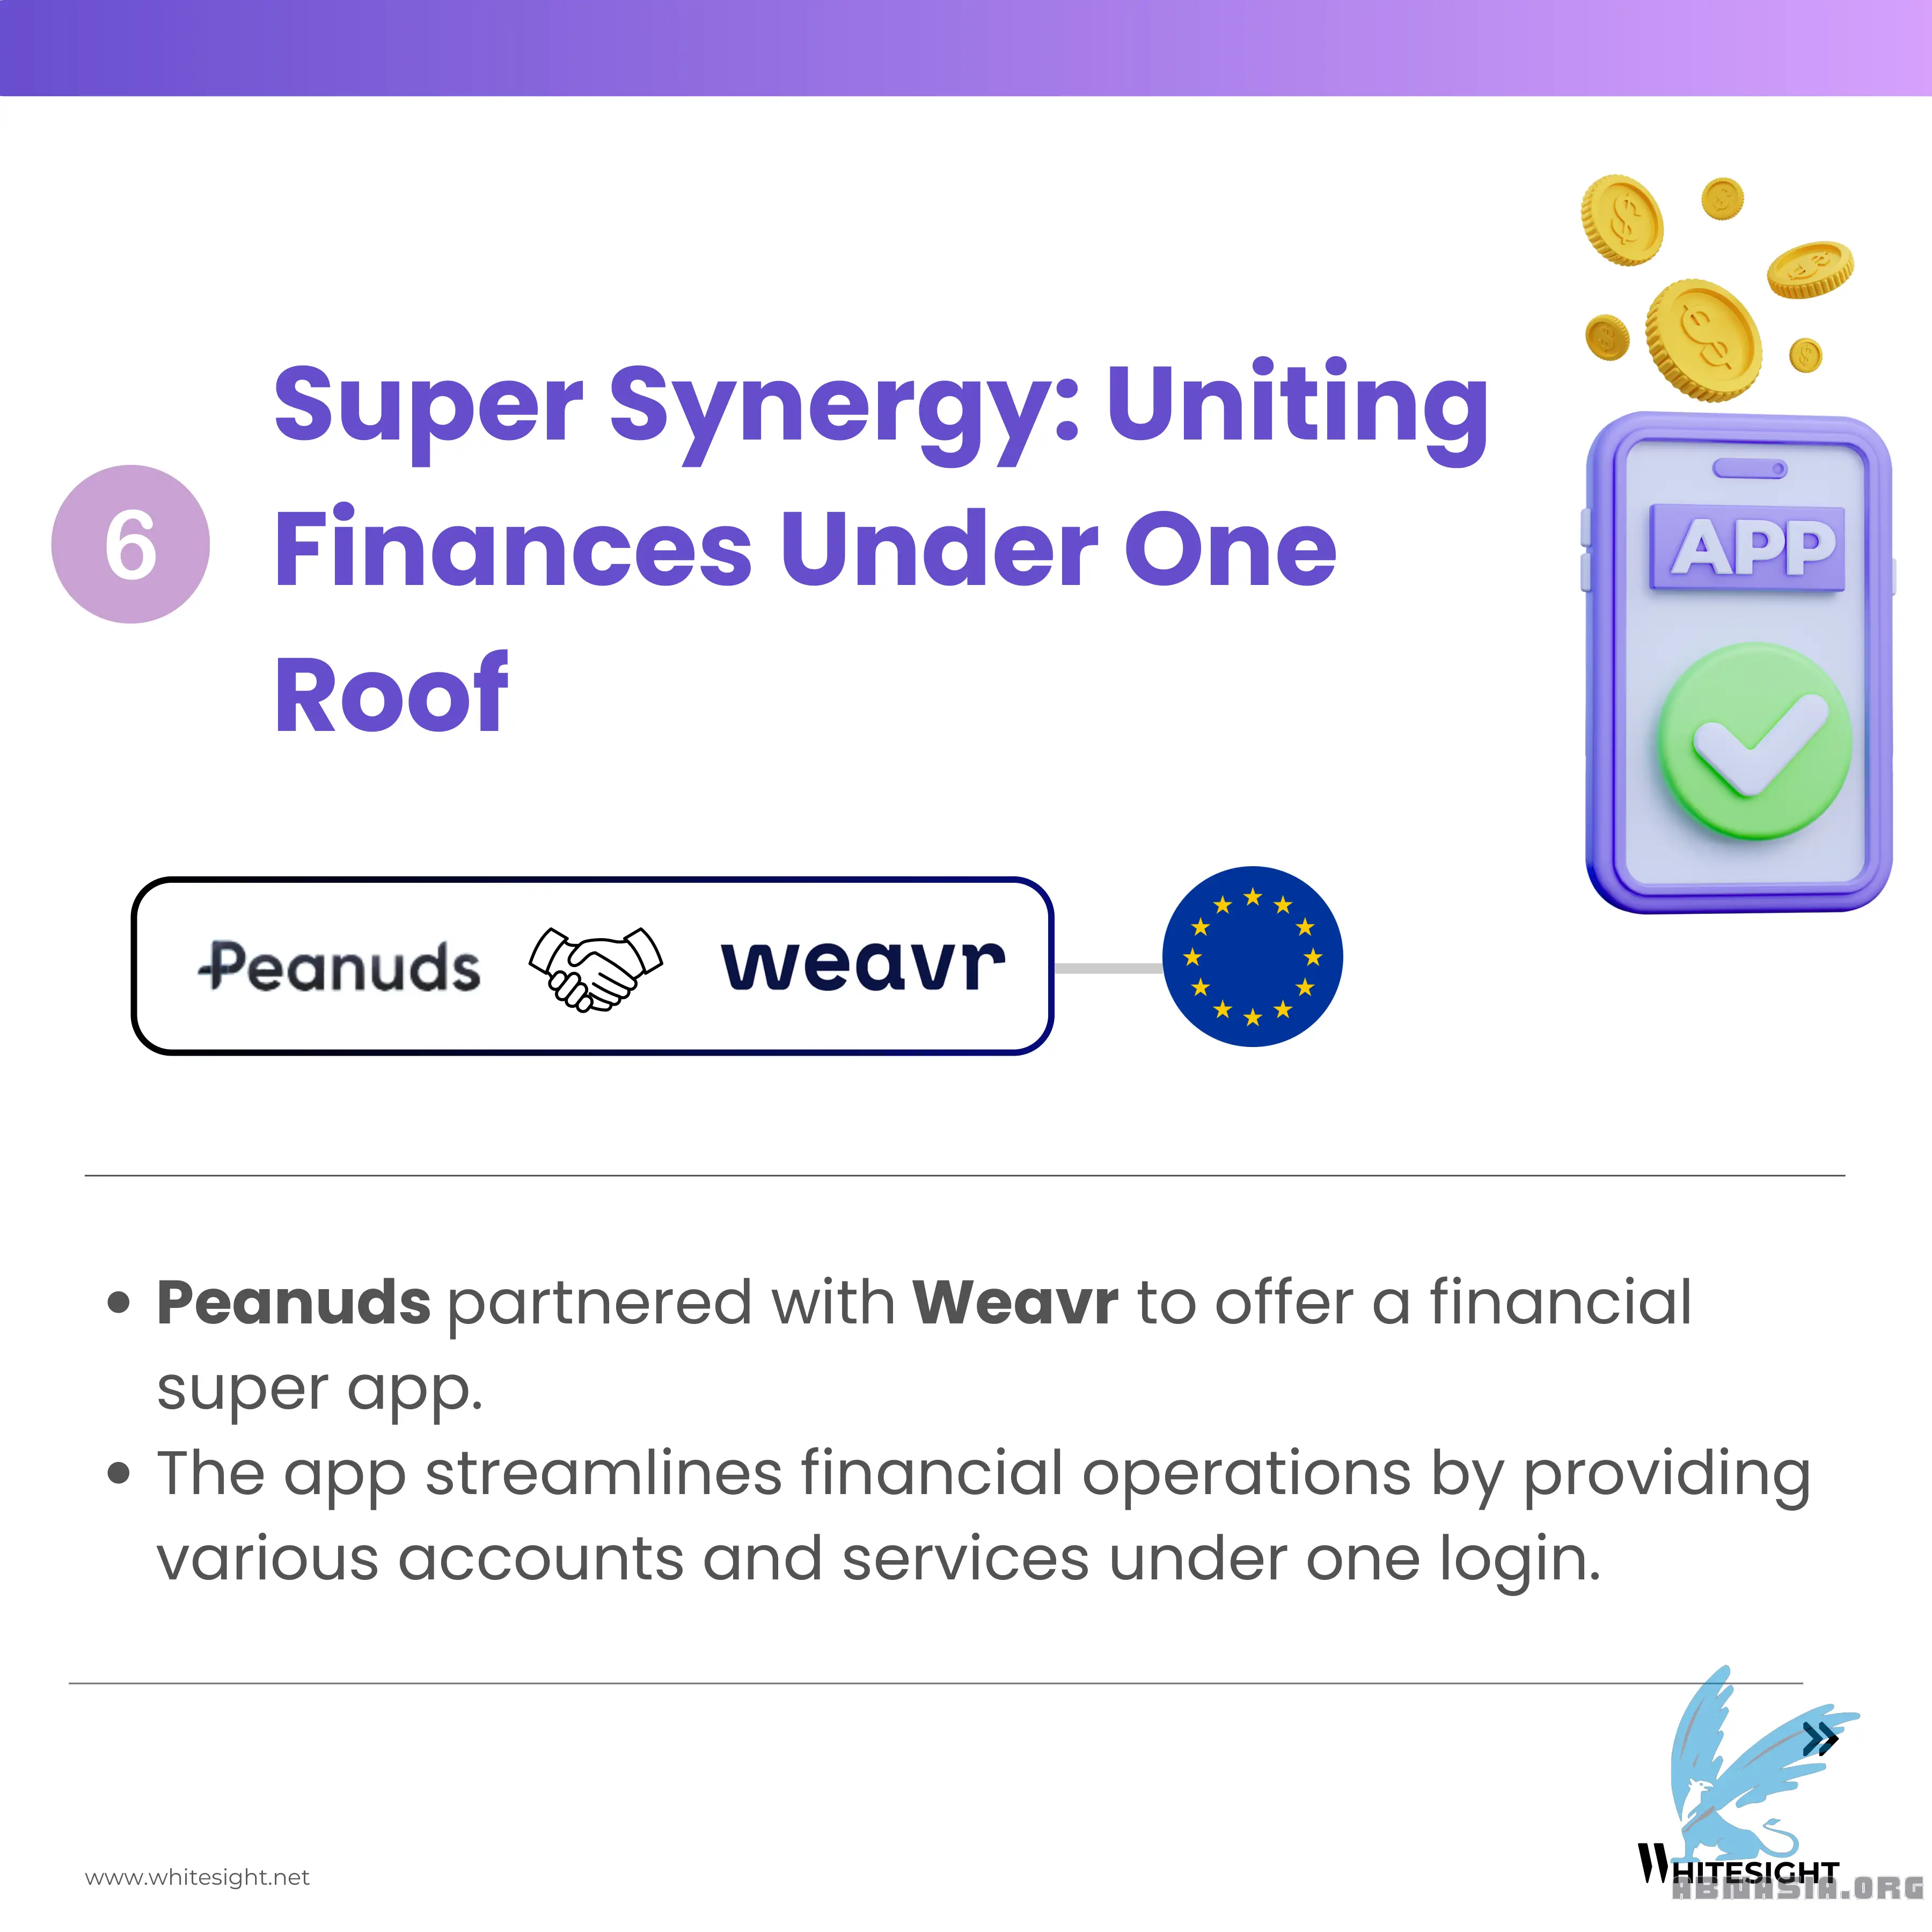 Super Synergy: Uniting
Finances Under One
Roof
6
APP
Peanuds
weavr
• Peanuds partnered with Weavr to offer a financial
super app.
• The app streamlines financial operations by providing
various accounts and services under one login.
www.whitesight.net
WHITESIGHT
ABINASIA.ORG